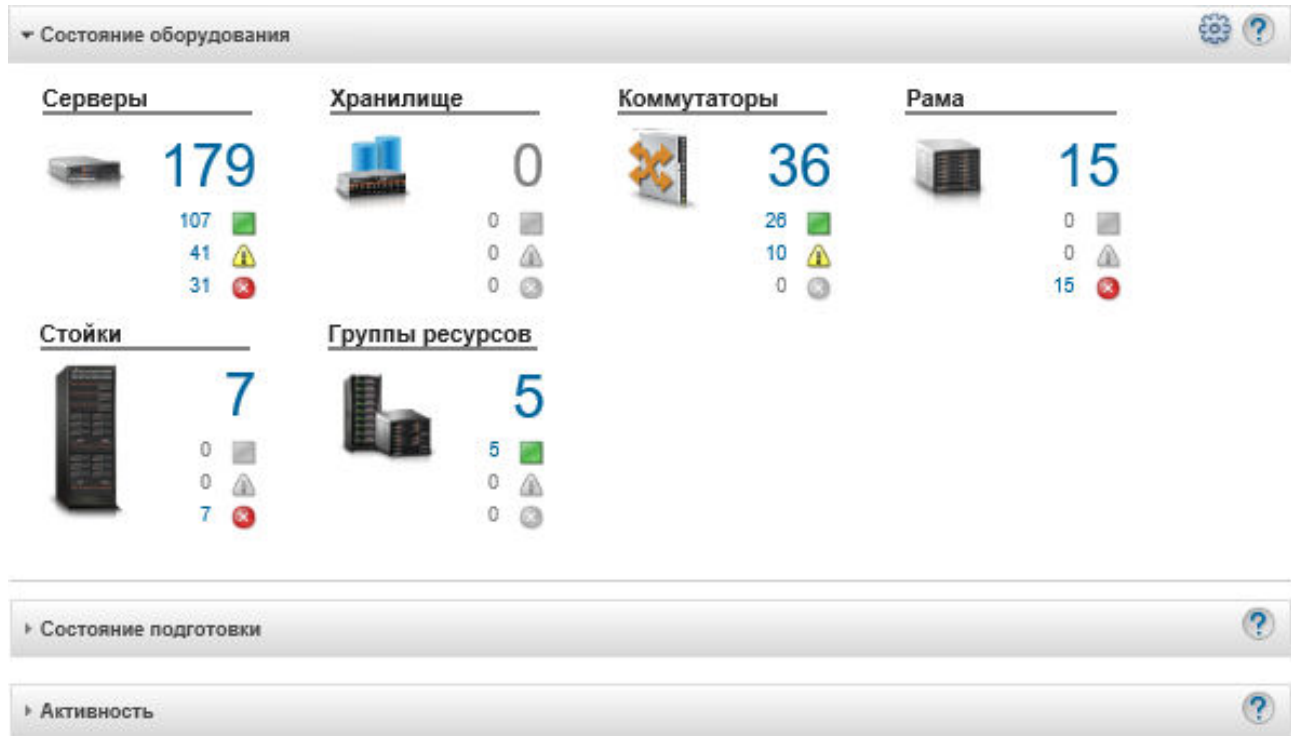 Состояние оборудования
Серверы
179
107
41
31
Хранилище
0
0
0
0
Коммутаторы
36
26
10
0
Рама
15
0
0
15
Стойки
7
0
0
7
Группы ресурсов
5
5
0
0
Состояние подготовки
Активность